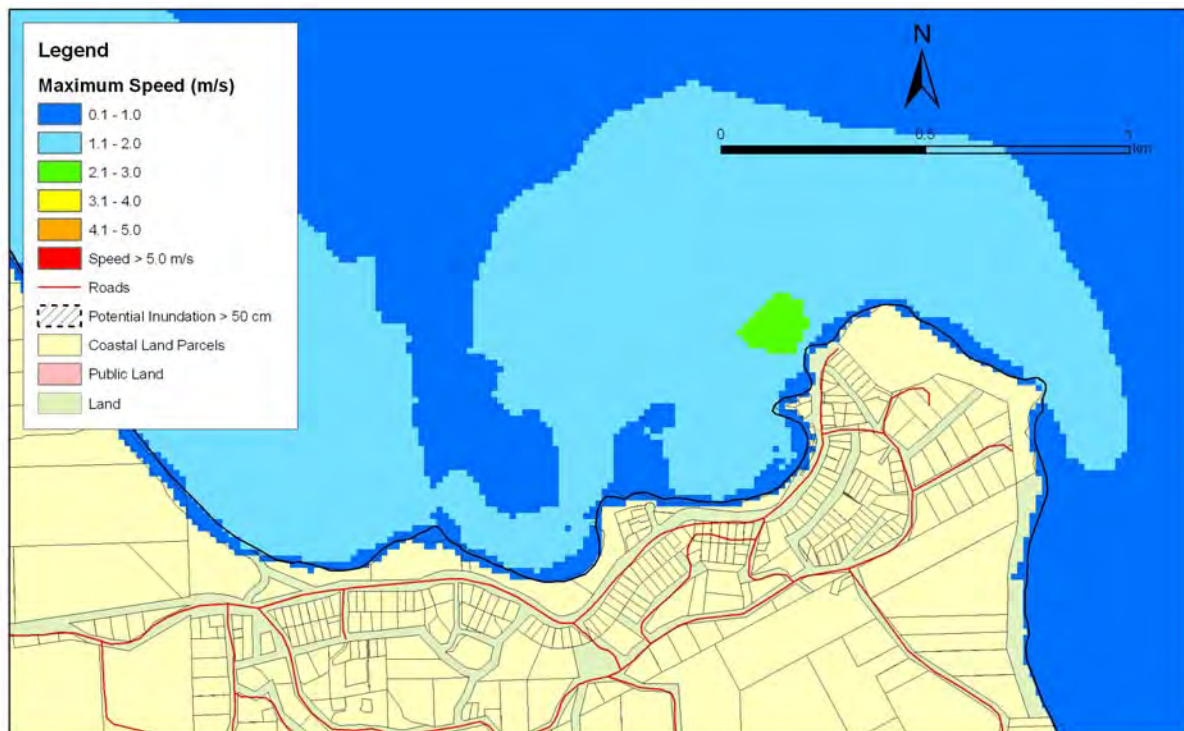 Legend
Maximum Speed (m/s)
0.1 - 1.0
1.1 - 2.0
2.1 - 3.0
3.1 - 4.0
4.1 - 5.0
Speed > 5.0 m/s
Roads
Potential Inundation > 50 cm
Coastal Land Parcels
Public Land
Land
N
0 0.5 1
km